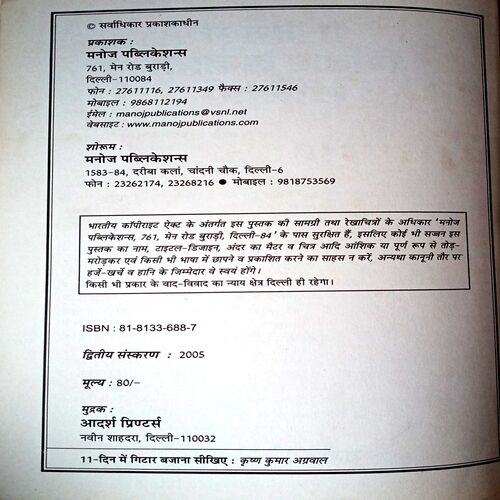 © सर्वाधिकार प्रकाशकाधीन
प्रकाशक :
मनोज पब्लिकेशन्स
761, मेन रोड बुराड़ी,
दिल्ली–110084
फोन : 27611116, 27611349 फैक्स : 27611546
मोबाइल : 9868112194
ईमेल : manojpublications@vsnl.net
वेबसाइट : www.manojpublications.com
शोरूम :
मनोज पब्लिकेशन्स
1583-84, दरीबा कलां, चांदनी चौक, दिल्ली-6
फोन : 23262174, 23268216 ● मोबाइल : 9818753569
भारतीय कॉपीराइट ऐक्ट के अंतर्गत इस पुस्तक की सामग्री तथा रेखाचित्रों के अधिकार 'मनोज
पब्लिकेशन्स, 761, मेन रोड बुराड़ी, दिल्ली-84' के पास सुरक्षित हैं, इसलिए कोई भी सज्जन इस
पुस्तक का नाम, टाइटल-डिजाइन, अंदर का मैटर व चित्र आदि आंशिक या पूर्ण रूप से तोड़-
मरोड़कर एवं किसी भी भाषा में छापने व प्रकाशित करने का साहस न करें, अन्यथा कानूनी तौर पर
हर्जे-खर्चे व हानि के जिम्मेदार वे स्वयं होंगे।
किसी भी प्रकार के वाद-विवाद का न्याय क्षेत्र दिल्ली ही रहेगा।
ISBN : 81-8133-688-7
द्वितीय संस्करण : 2005
मूल्य : 80/–
मुद्रक :
आदर्श प्रिण्टर्स
नवीन शाहदरा, दिल्ली–110032
11-दिन में गिटार बजाना सीखिए : कृष्ण कुमार अग्रवाल